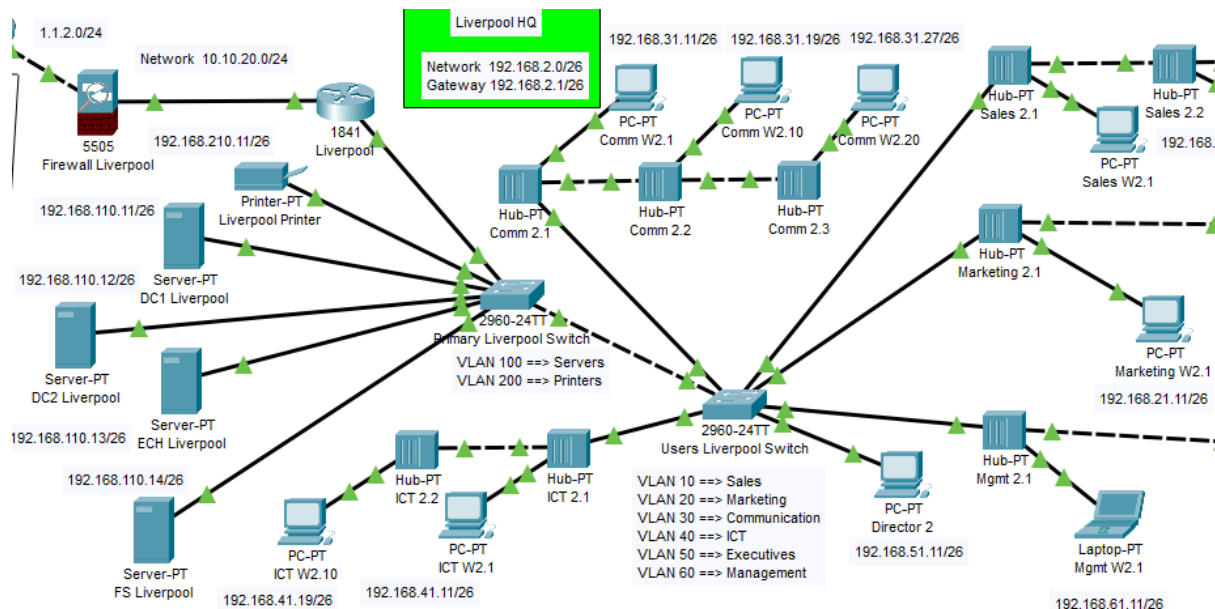 1.1.2.0/24
Network 10.10.20.0/24
5505
Firewall Liverpool
192.168.210.11/26
1841
Liverpool
Liverpool HQ
Network 192.168.2.0/26
Gateway 192.168.2.1/26
192.168.31.11/26
192.168.31.19/26
192.168.31.27/26
PC-PT
Comm W2.1
PC-PT
Comm W2.10
PC-PT
Comm W2.20
Hub-PT
Comm 2.1
Hub-PT
Comm 2.2
Hub-PT
Comm 2.3
Hub-PT
Sales 2.1
Hub-PT
Sales 2.2
PC-PT
Sales W2.1
192.168.
Printer-PT
Liverpool Printer
192.168.110.11/26
Server-PT
DC1 Liverpool
192.168.110.12/26
Server-PT
DC2 Liverpool
Server-PT
ECH Liverpool
192.168.110.13/26
192.168.110.14/26
Server-PT
FS Liverpool
2960-24TT
Primary Liverpool Switch
VLAN 100 ==> Servers
VLAN 200 ==> Printers
Hub-PT
Marketing 2.1
PC-PT
Marketing W2.1
192.168.21.11/26
2960-24TT
Users Liverpool Switch
VLAN 10 ==> Sales
VLAN 20 ==> Marketing
VLAN 30 ==> Communication
VLAN 40 ==> ICT
VLAN 50 ==> Executives
VLAN 60 ==> Management
Hub-PT
ICT 2.2
Hub-PT
ICT 2.1
PC-PT
ICT W2.10
192.168.41.19/26
PC-PT
ICT W2.1
192.168.41.11/26
PC-PT
Director 2
192.168.51.11/26
Hub-PT
Mgmt 2.1
Laptop-PT
Mgmt W2.1
192.168.61.11/26